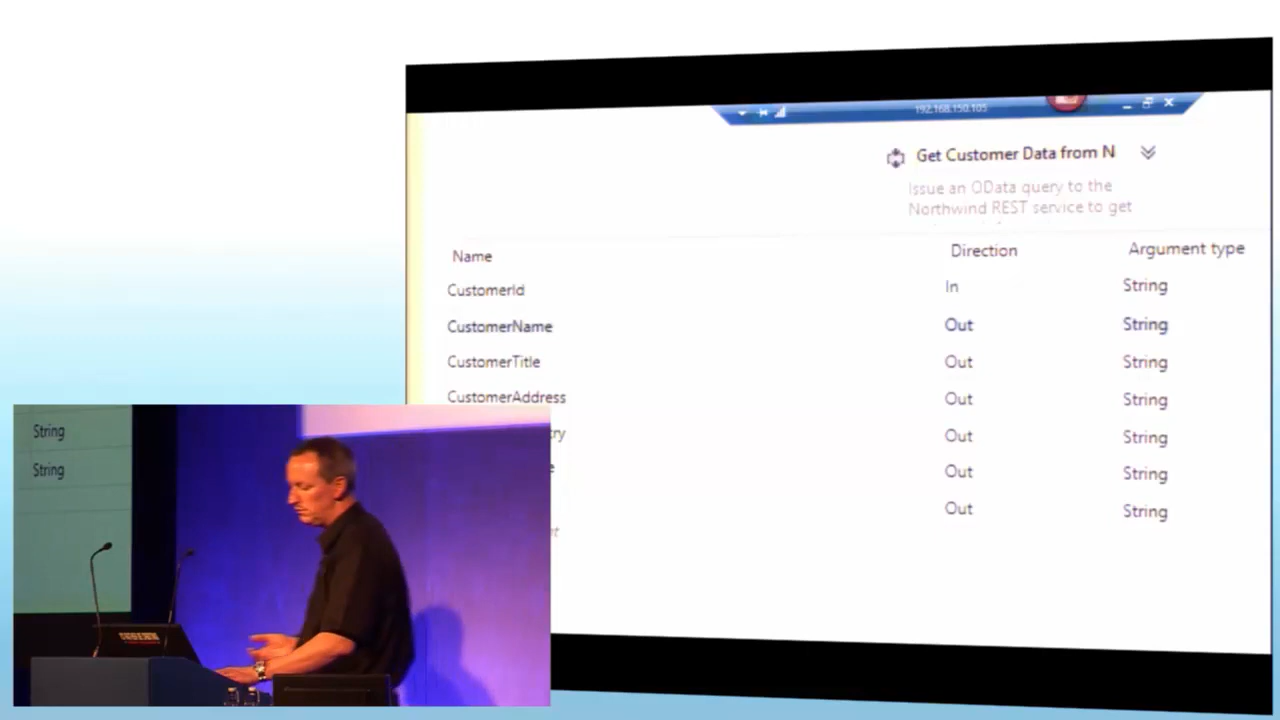 192.168.150.105
Get Customer Data from N
Issue an OData query to the
Northwind REST service to get
Name Direction Argument type
CustomerId In String
CustomerName Out String
CustomerTitle Out String
CustomerAddress Out String
Out String
Out String
Out String
String
String